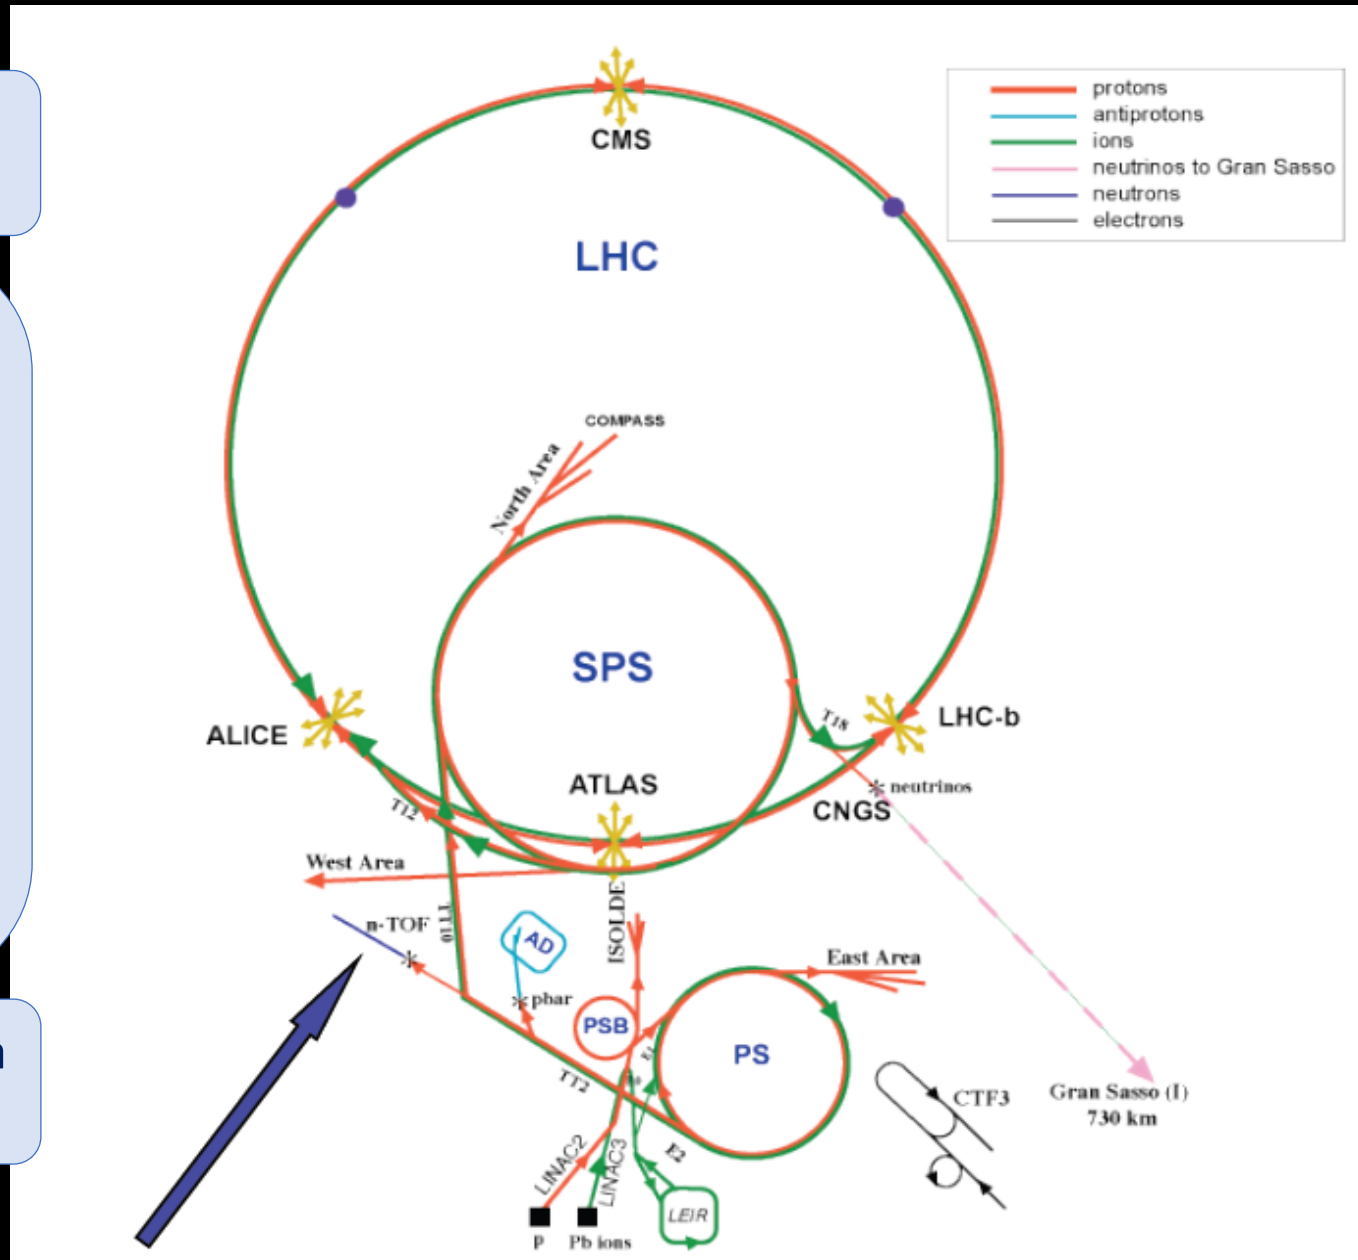 protons
antiprotons
ions
neutrinos to Gran Sasso
neutrons
electrons
CMS
LHC
COMPASS
North Area
SPS
ALICE
T18
LHC-b
ATLAS
neutrinos
T12
CNGS
West Area
n-TOF
TT10
AD
ISOLDE
East Area
pbar
PSB
PS
E1
TT2
CTF3
Gran Sasso (I)
730 km
LINAC2
LINAC3
E2
LEIR
p
Pb ions